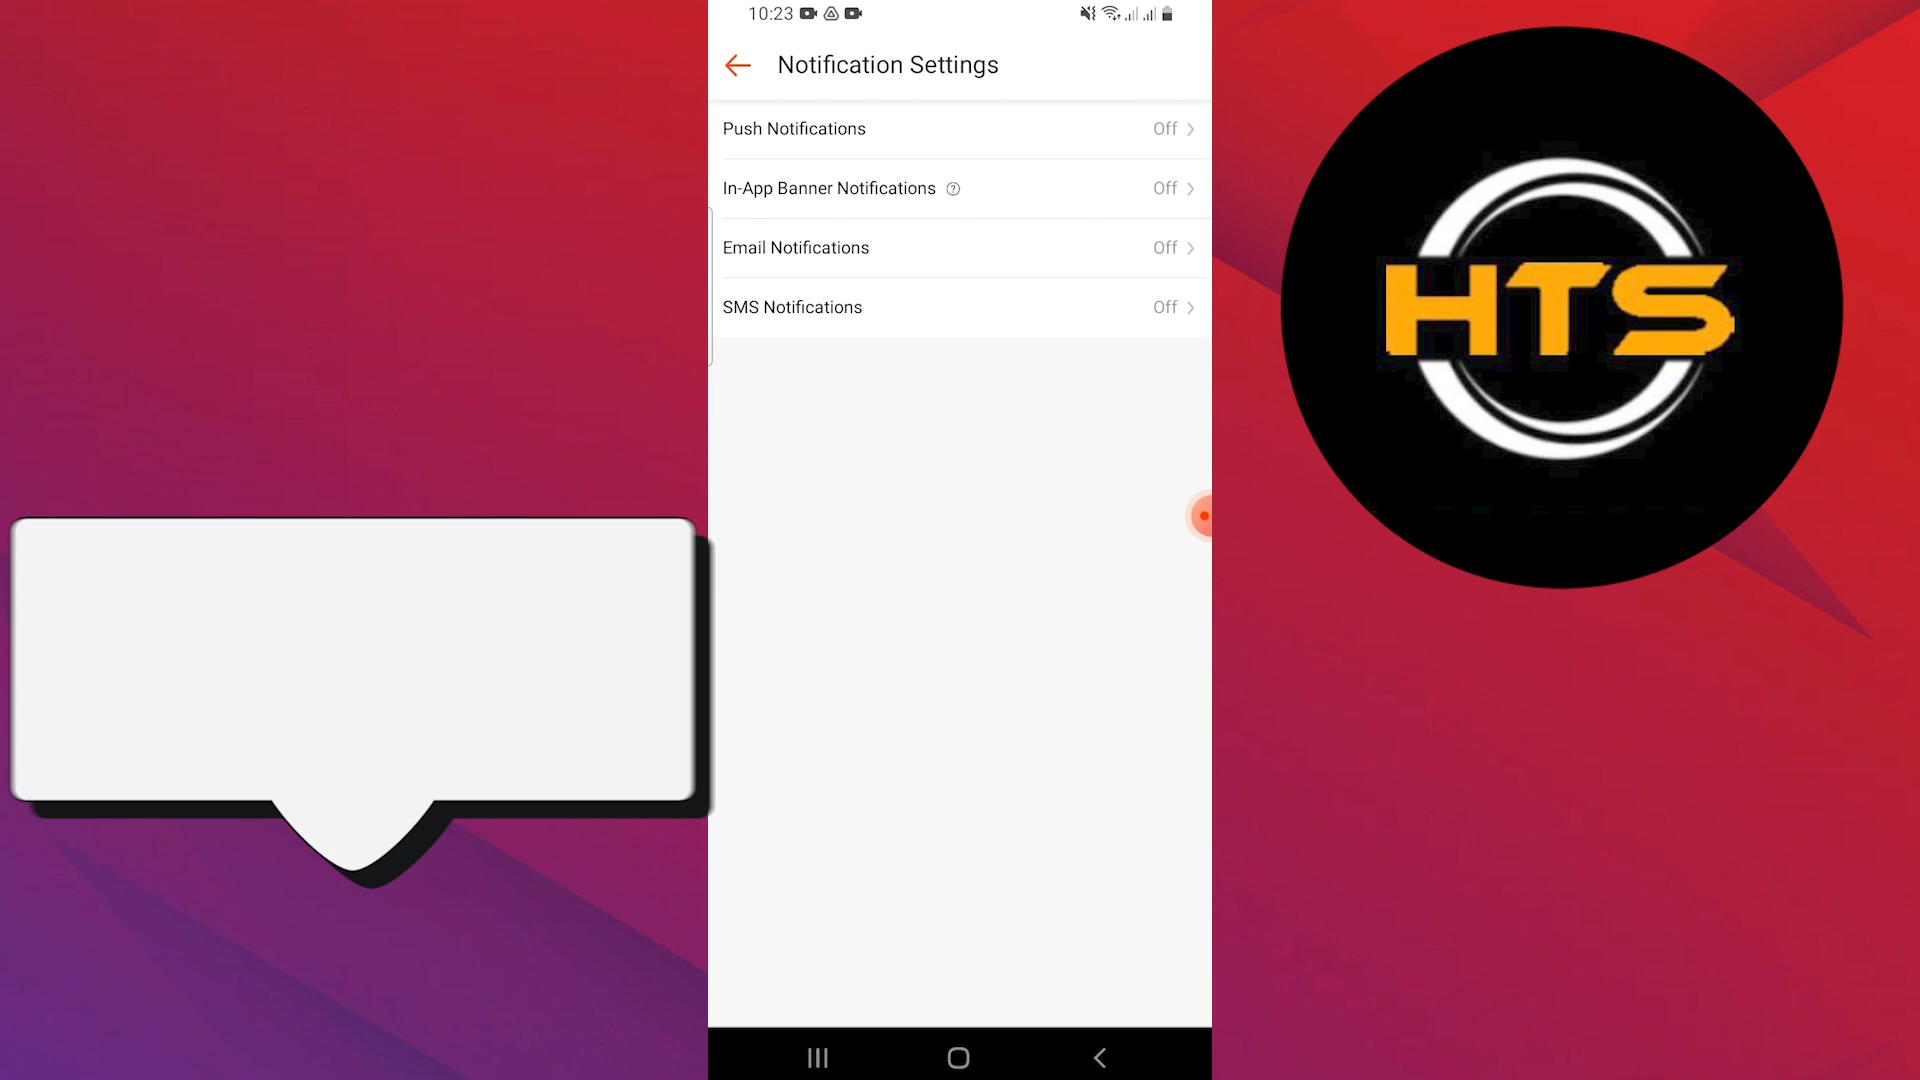 10:23
Notification Settings
Push Notifications Off
In-App Banner Notifications ? Off
Email Notifications Off
SMS Notifications Off
HTS